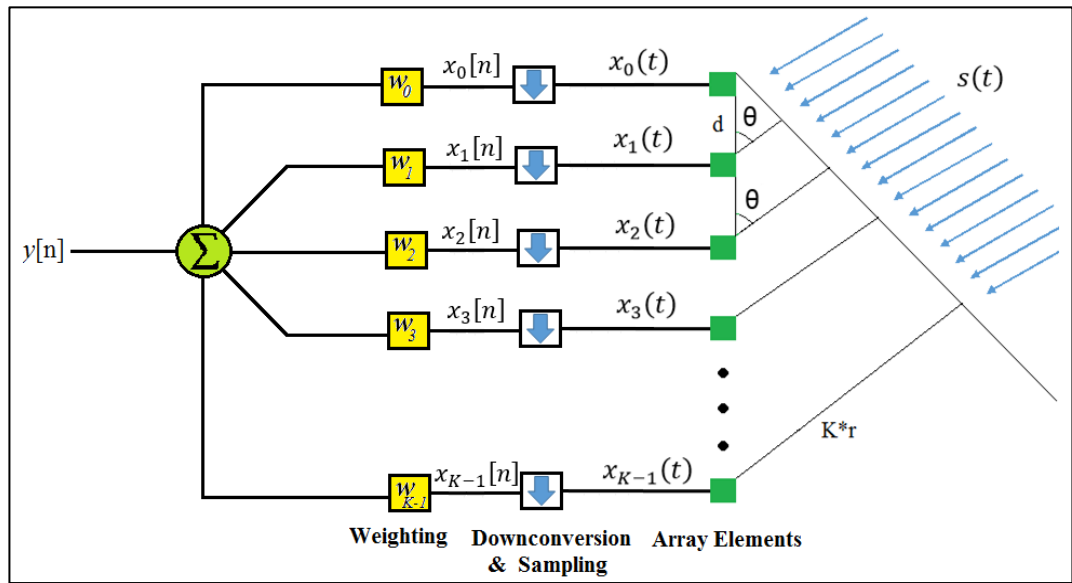 w₀ x₀[n] x₀(t) s(t)
d θ
w₁ x₁[n] x₁(t)
θ
y[n] Σ w₂ x₂[n] x₂(t)
w₃ x₃[n] x₃(t)
K*r
w_K-1 x_{K−1}[n] x_{K−1}(t)
Weighting Downconversion Array Elements
& Sampling